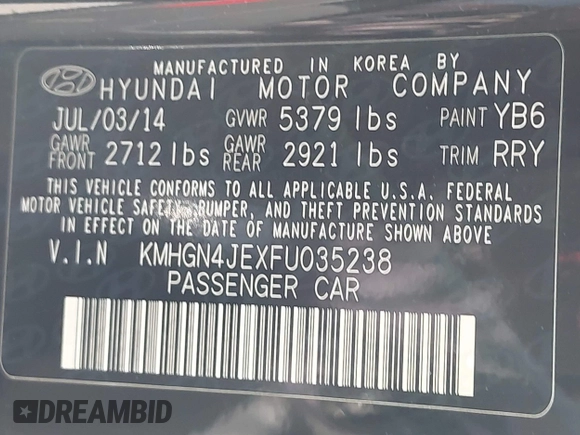 MANUFACTURED IN KOREA BY
HYUNDAI MOTOR COMPANY
JUL/03/14 GVWR 5379 lbs PAINT YB6
GAWR FRONT 2712 lbs GAWR REAR 2921 lbs TRIM RRY
THIS VEHICLE CONFORMS TO ALL APPLICABLE U.S.A. FEDERAL
MOTOR VEHICLE SAFETY, BUMPER, AND THEFT PREVENTION STANDARDS
IN EFFECT ON THE DATE OF MANUFACTURE SHOWN ABOVE.
V.I.N KMHGN4JEXFU035238
PASSENGER CAR
DREAMBID